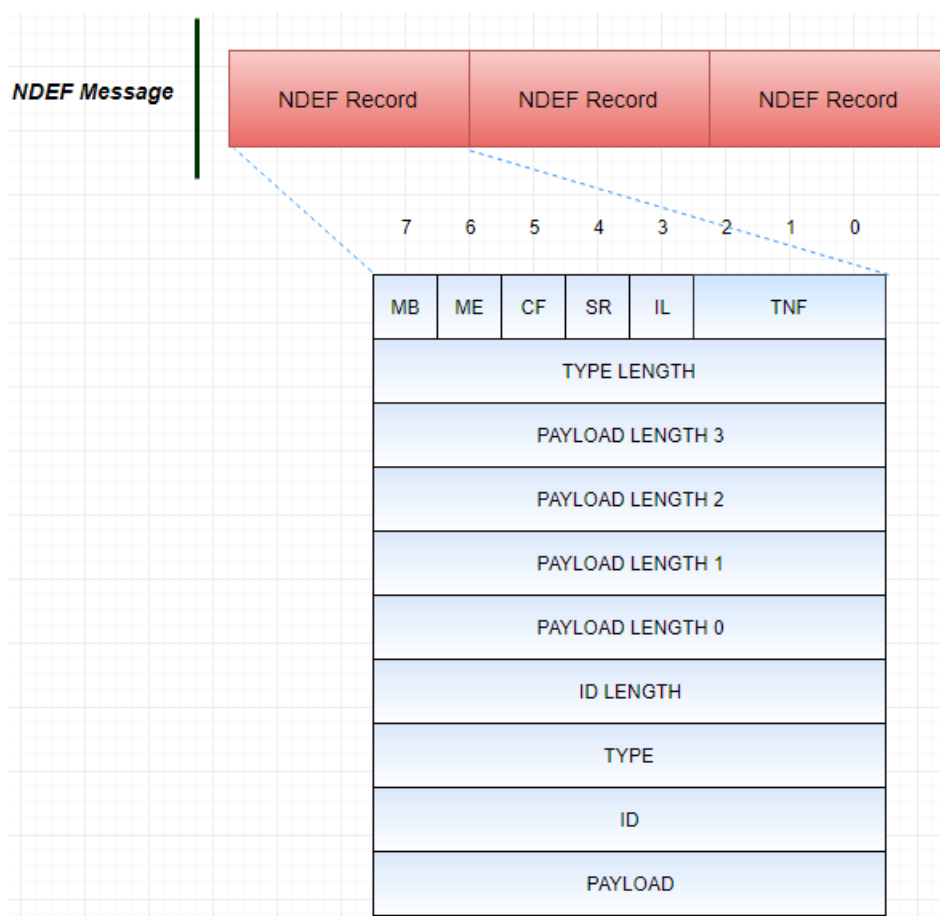 NDEF Message
NDEF Record NDEF Record NDEF Record
7 6 5 4 3 2 1 0
MB ME CF SR IL TNF
TYPE LENGTH
PAYLOAD LENGTH 3
PAYLOAD LENGTH 2
PAYLOAD LENGTH 1
PAYLOAD LENGTH 0
ID LENGTH
TYPE
ID
PAYLOAD